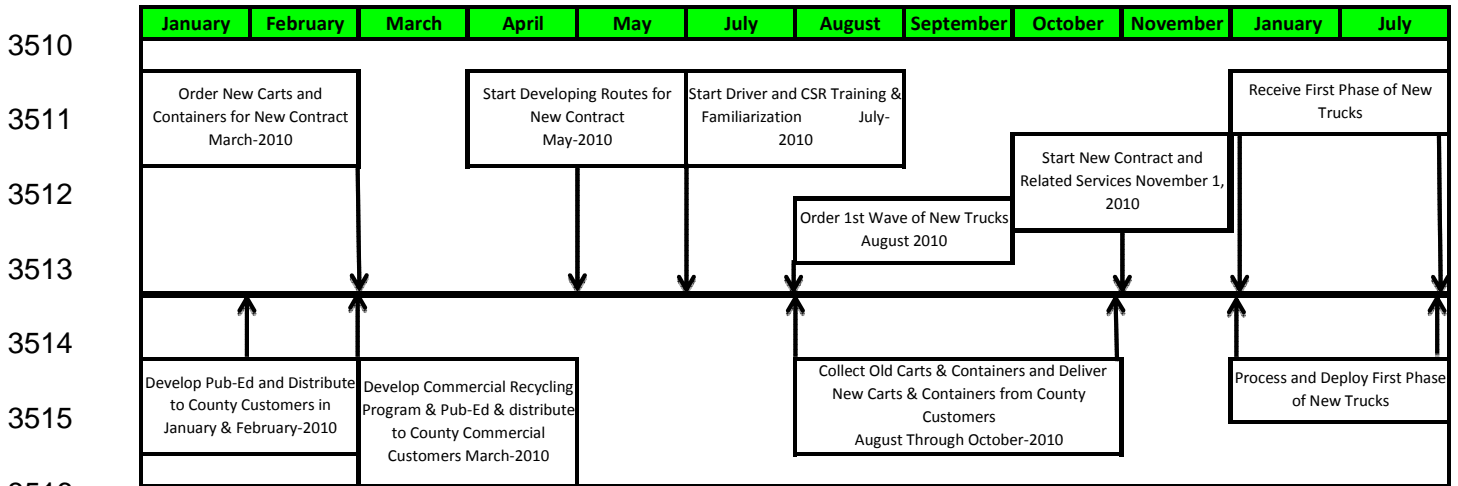 January February March April May July August September October November January July
3510
Order New Carts and
Containers for New Contract
March-2010
Start Developing Routes for
New Contract
May-2010
Start Driver and CSR Training &
Familiarization July-
2010
Receive First Phase of New
Trucks
3511
Start New Contract and
Related Services November 1,
2010
3512
Order 1st Wave of New Trucks
August 2010
3513
3514
Develop Pub-Ed and Distribute
to County Customers in
January & February-2010
Develop Commercial Recycling
Program & Pub-Ed & distribute
to County Commercial
Customers March-2010
Collect Old Carts & Containers and Deliver
New Carts & Containers from County
Customers
August Through October-2010
Process and Deploy First Phase
of New Trucks
3515